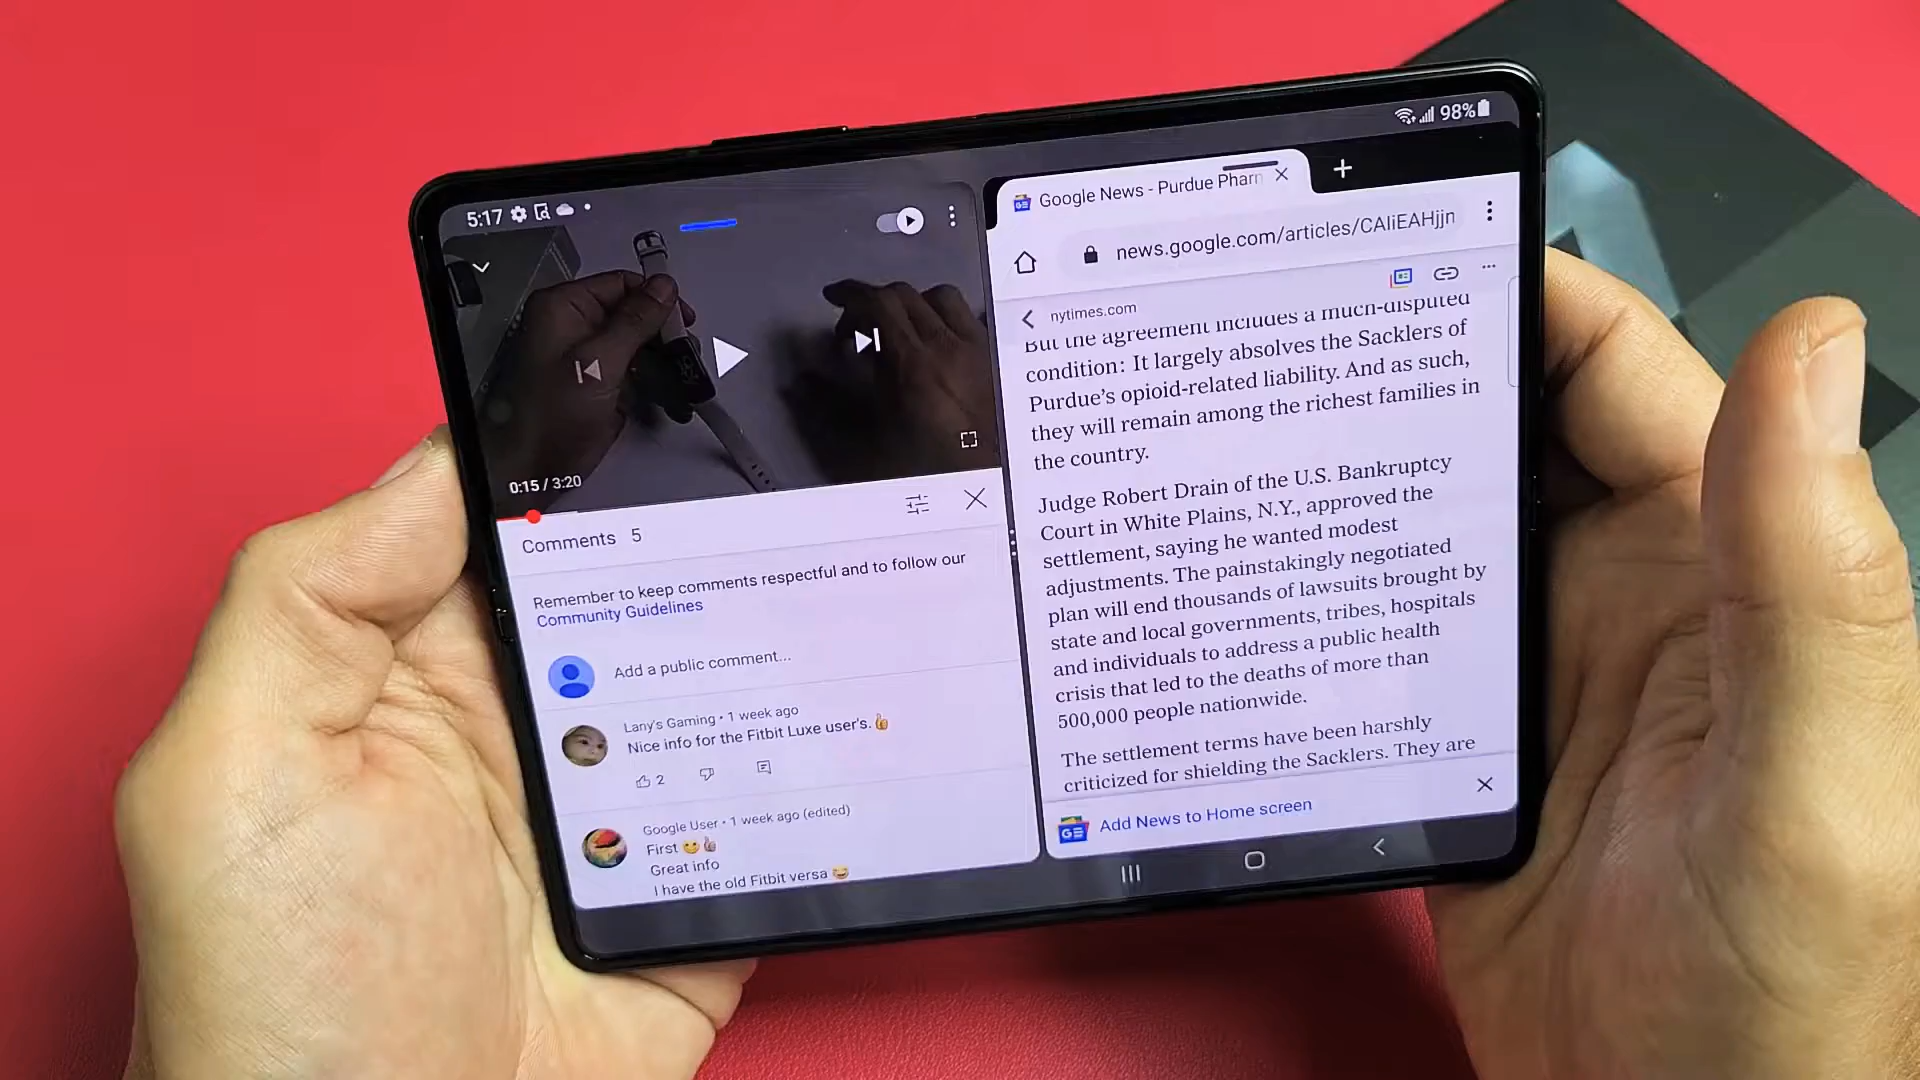 5:17
98%
0:15 / 3:20
Comments 5
Remember to keep comments respectful and to follow our
Community Guidelines
Add a public comment...
Lany's Gaming • 1 week ago
Nice info for the Fitbit Luxe user's.👍
2
Google User • 1 week ago (edited)
First 😊👍
Great info
I have the old Fitbit versa 😄
Google News - Purdue Pharm
news.google.com/articles/CAIiEAHjjn
nytimes.com
But the agreement includes a much-disputed
condition: It largely absolves the Sacklers of
Purdue's opioid-related liability. And as such,
they will remain among the richest families in
the country.
Judge Robert Drain of the U.S. Bankruptcy
Court in White Plains, N.Y., approved the
settlement, saying he wanted modest
adjustments. The painstakingly negotiated
plan will end thousands of lawsuits brought by
state and local governments, tribes, hospitals
and individuals to address a public health
crisis that led to the deaths of more than
500,000 people nationwide.
The settlement terms have been harshly
criticized for shielding the Sacklers. They are
Add News to Home screen